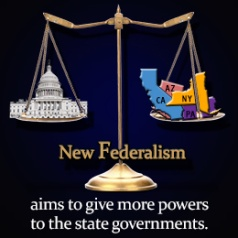 AZ
CA
NY
PA
New Federalism
aims to give more powers
to the state governments.